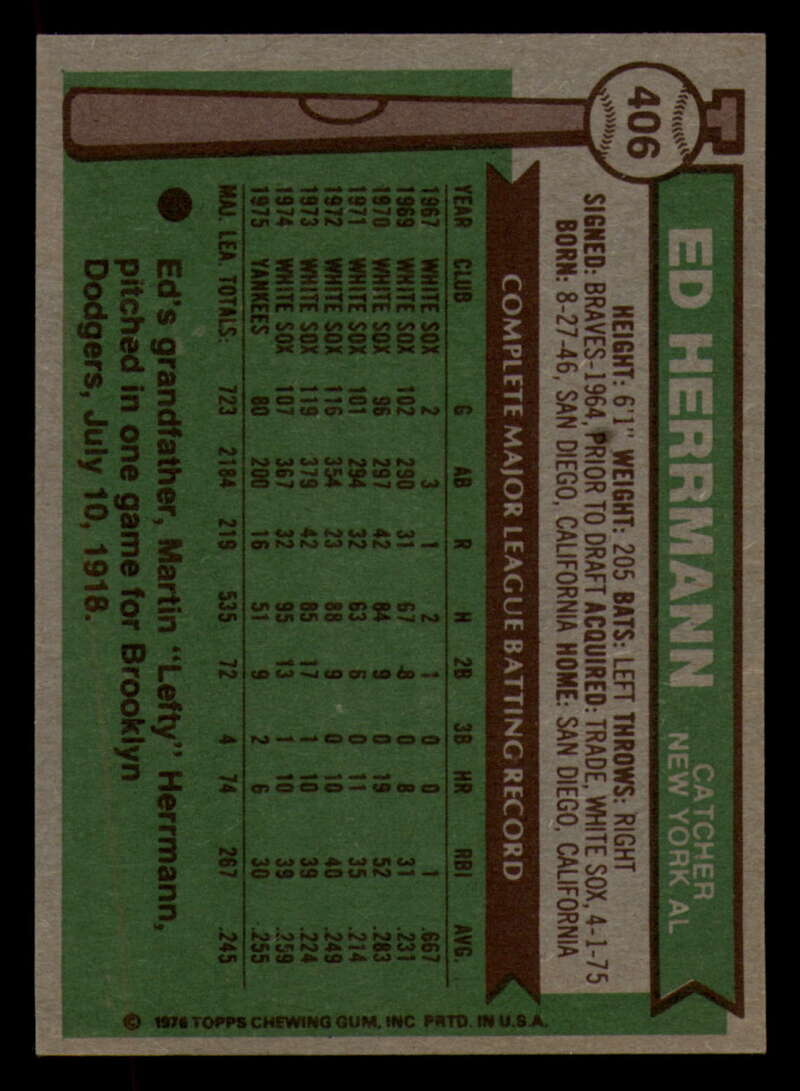 406
ED HERRMANN
CATCHER
NEW YORK AL
HEIGHT: 6'1" WEIGHT: 205 BATS: LEFT THROWS: RIGHT
SIGNED: BRAVES-1964, PRIOR TO DRAFT ACQUIRED: TRADE, WHITE SOX, 4-1-75
BORN: 8-27-46, SAN DIEGO, CALIFORNIA HOME: SAN DIEGO, CALIFORNIA
COMPLETE MAJOR LEAGUE BATTING RECORD
YEAR CLUB G AB R H 2B 3B HR RBI AVG.
1967 WHITE SOX 2 3 1 2 1 0 0 1 .667
1969 WHITE SOX 102 290 31 67 8 0 8 31 .231
1970 WHITE SOX 96 297 42 84 9 0 19 52 .283
1971 WHITE SOX 101 294 32 63 6 0 11 35 .214
1972 WHITE SOX 116 354 23 88 9 0 10 40 .249
1973 WHITE SOX 119 379 42 85 17 1 10 39 .224
1974 WHITE SOX 107 367 32 95 13 1 10 39 .259
1975 YANKEES 80 200 16 51 9 2 6 30 .255
MAJ. LEA. TOTALS: 723 2184 219 535 72 4 74 267 .245
Ed's grandfather, Martin "Lefty" Herrmann,
pitched in one game for Brooklyn
Dodgers, July 10, 1918.
© 1976 TOPPS CHEWING GUM, INC PRTD. IN U.S.A.